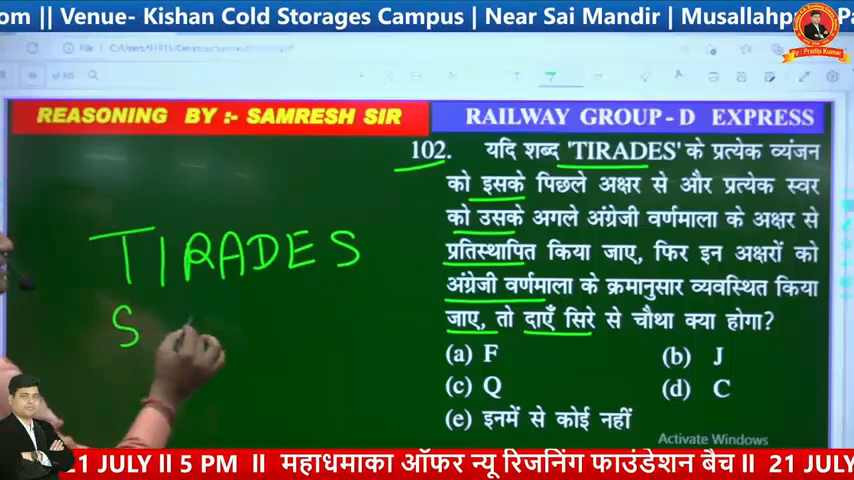 om || Venue- Kishan Cold Storages Campus | Near Sai Mandir | Musallahp
By : Pradip Kumar
REASONING BY :- SAMRESH SIR
RAILWAY GROUP - D EXPRESS
102. यदि शब्द 'TIRADES' के प्रत्येक व्यंजन
को इसके पिछले अक्षर से और प्रत्येक स्वर
को उसके अगले अंग्रेजी वर्णमाला के अक्षर से
प्रतिस्थापित किया जाए, फिर इन अक्षरों को
अंग्रेजी वर्णमाला के क्रमानुसार व्यवस्थित किया
जाए, तो दाएँ सिरे से चौथा क्या होगा?
(a) F (b) J
(c) Q (d) C
(e) इनमें से कोई नहीं
TIRADES
S
Activate Windows
21 JULY II 5 PM II महाधमाका ऑफर न्यू रिजनिंग फाउंडेशन बैच II 21 JULY